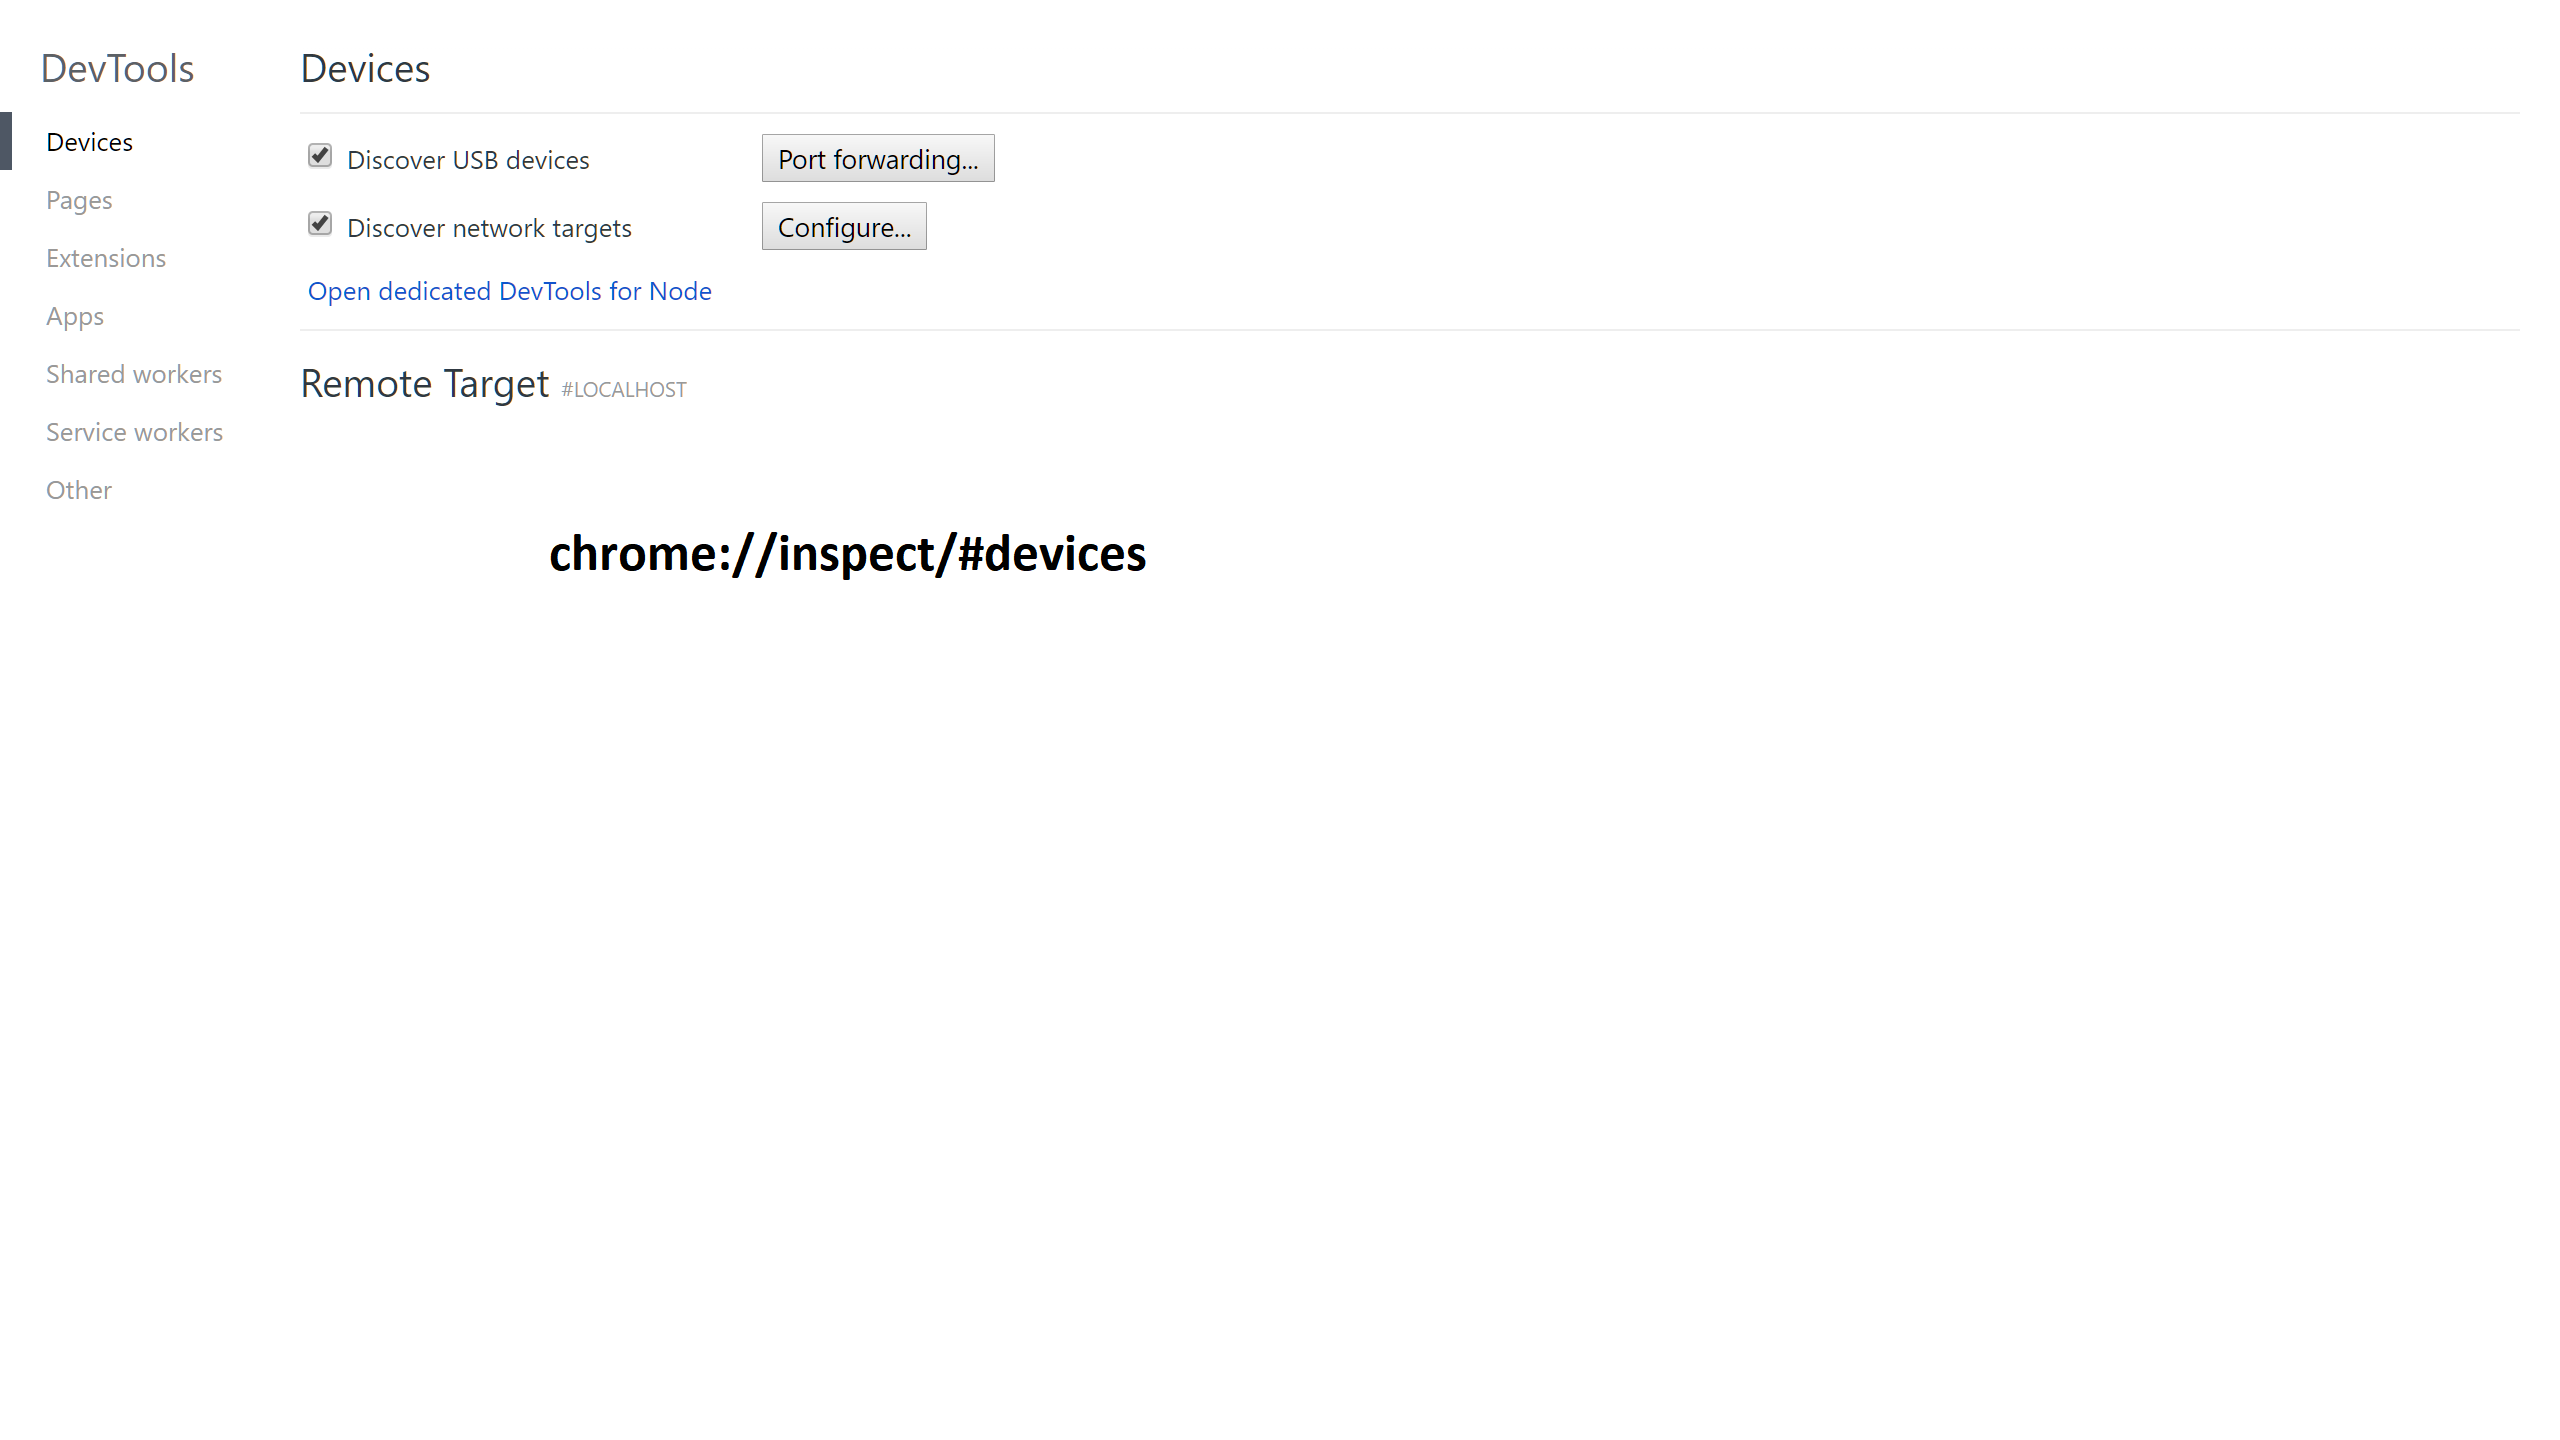 DevTools
Devices
Pages
Extensions
Apps
Shared workers
Service workers
Other
Devices
Discover USB devices
Port forwarding...
Discover network targets
Configure...
Open dedicated DevTools for Node
Remote Target #LOCALHOST
chrome://inspect/#devices